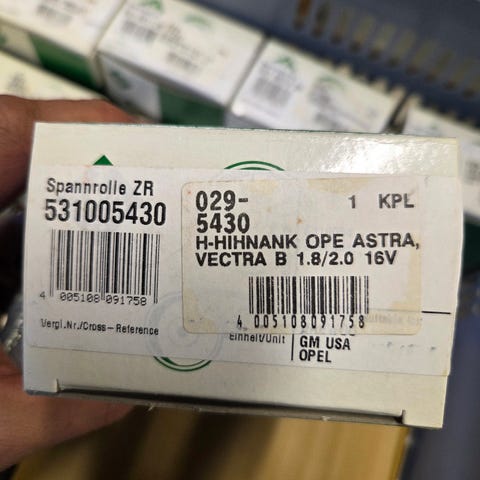 Spannrolle ZR
531005430
4 005108 091758
Vergl.Nr./Cross-Reference
029-
5430
1 KPL
H-HIHNANK OPE ASTRA,
VECTRA B 1.8/2.0 16V
4 005108 091758
Einheit/Unit
GM USA
OPEL